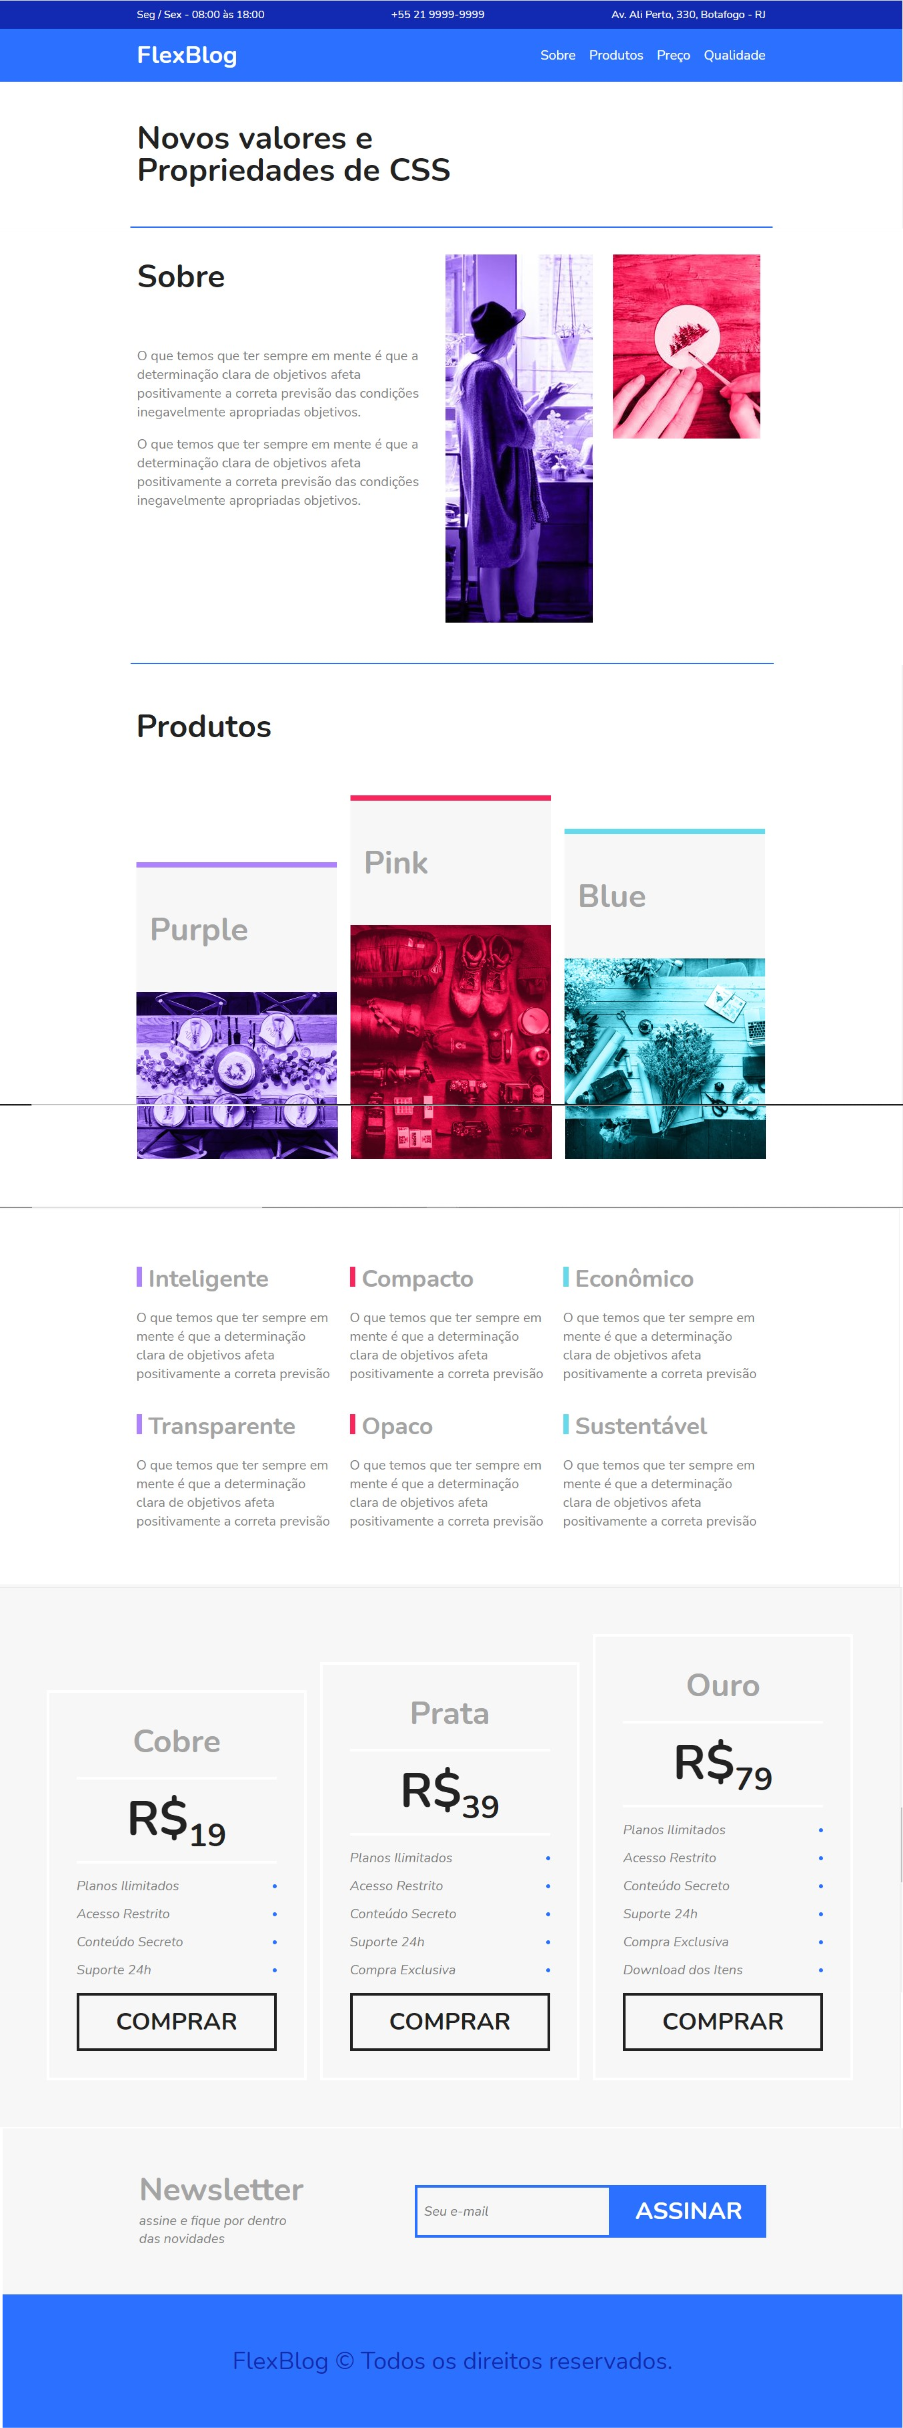 Seg / Sex - 08:00 às 18:00
+55 21 9999-9999
Av. Ali Perto, 330, Botafogo - RJ
FlexBlog
Sobre Produtos Preço Qualidade
Novos valores e
Propriedades de CSS
Sobre
O que temos que ter sempre em mente é que a
determinação clara de objetivos afeta
positivamente a correta previsão das condições
inegavelmente apropriadas objetivos.
O que temos que ter sempre em mente é que a
determinação clara de objetivos afeta
positivamente a correta previsão das condições
inegavelmente apropriadas objetivos.
Produtos
Purple
Pink
Blue
Inteligente
O que temos que ter sempre em
mente é que a determinação
clara de objetivos afeta
positivamente a correta previsão
Compacto
O que temos que ter sempre em
mente é que a determinação
clara de objetivos afeta
positivamente a correta previsão
Econômico
O que temos que ter sempre em
mente é que a determinação
clara de objetivos afeta
positivamente a correta previsão
Transparente
O que temos que ter sempre em
mente é que a determinação
clara de objetivos afeta
positivamente a correta previsão
Opaco
O que temos que ter sempre em
mente é que a determinação
clara de objetivos afeta
positivamente a correta previsão
Sustentável
O que temos que ter sempre em
mente é que a determinação
clara de objetivos afeta
positivamente a correta previsão
Cobre
R$19
Planos Ilimitados
Acesso Restrito
Conteúdo Secreto
Suporte 24h
COMPRAR
Prata
R$39
Planos Ilimitados
Acesso Restrito
Conteúdo Secreto
Suporte 24h
Compra Exclusiva
COMPRAR
Ouro
R$79
Planos Ilimitados
Acesso Restrito
Conteúdo Secreto
Suporte 24h
Compra Exclusiva
Download dos Itens
COMPRAR
Newsletter
assine e fique por dentro
das novidades
Seu e-mail
ASSINAR
FlexBlog © Todos os direitos reservados.